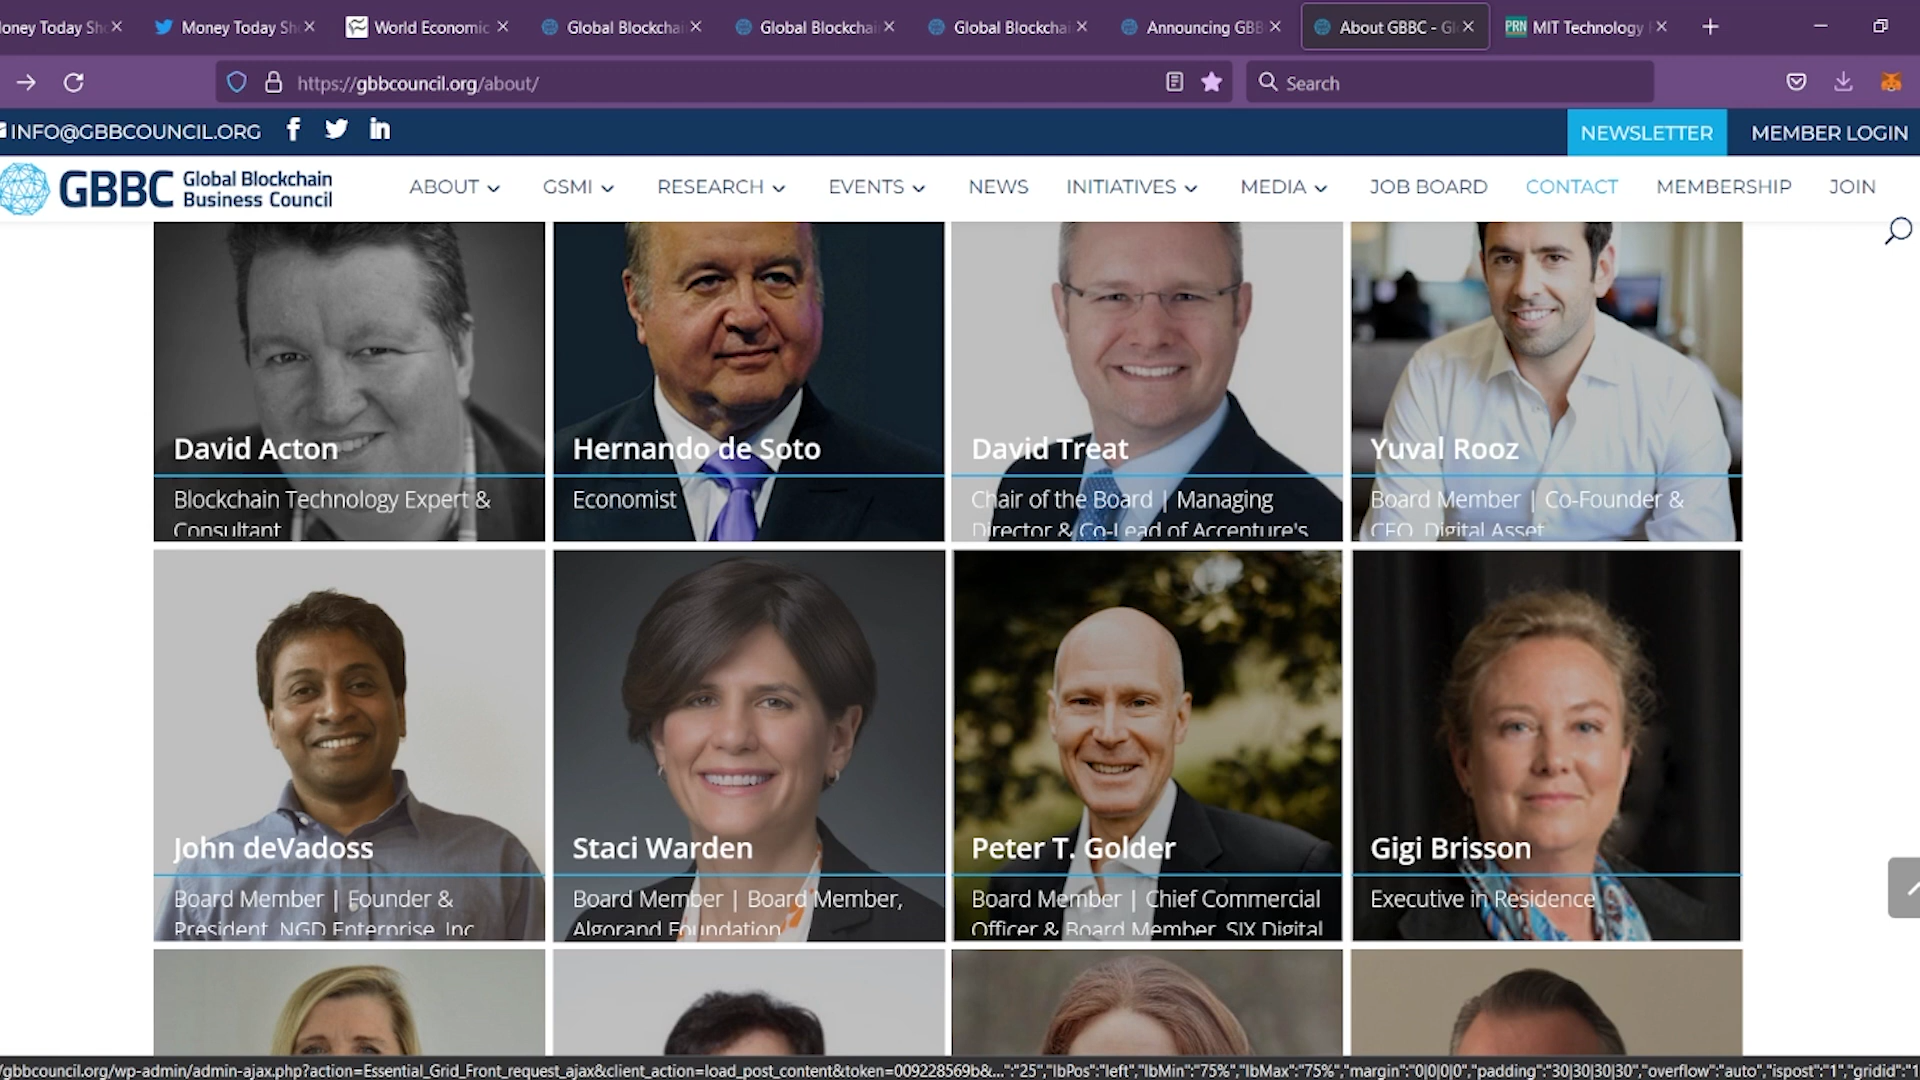 oney Today Sho
Money Today Sh
World Economic
Global Blockchai
Global Blockchain
Global Blockchai
Announcing GBB
About GBBC - Gl
PRN MIT Technology
https://gbbcouncil.org/about/
Search
INFO@GBBCOUNCIL.ORG
NEWSLETTER
MEMBER LOGIN
GBBC Global Blockchain
Business Council
ABOUT
GSMI
RESEARCH
EVENTS
NEWS
INITIATIVES
MEDIA
JOB BOARD
CONTACT
MEMBERSHIP
JOIN
David Acton
Blockchain Technology Expert &
Consultant
Hernando de Soto
Economist
David Treat
Chair of the Board | Managing
Director & Co-Lead of Accenture's
Yuval Rooz
Board Member | Co-Founder &
CEO, Digital Asset
John deVadoss
Board Member | Founder &
President, NGD Enterprise, Inc
Staci Warden
Board Member | Board Member,
Algorand Foundation
Peter T. Golder
Board Member | Chief Commercial
Officer & Board Member, SIX Digital
Gigi Brisson
Executive in Residence
/gbbcouncil.org/wp-admin/admin-ajax.php?action=Essential_Grid_Front_request_ajax&client_action=load_post_content&token=009228569b&...":"25","lbPos":"left","lbMin":"75%","lbMax":"75%","margin":"0|0|0|0","padding":"30|30|30|30","overflow":"auto","ispost":"1","gridid":"1